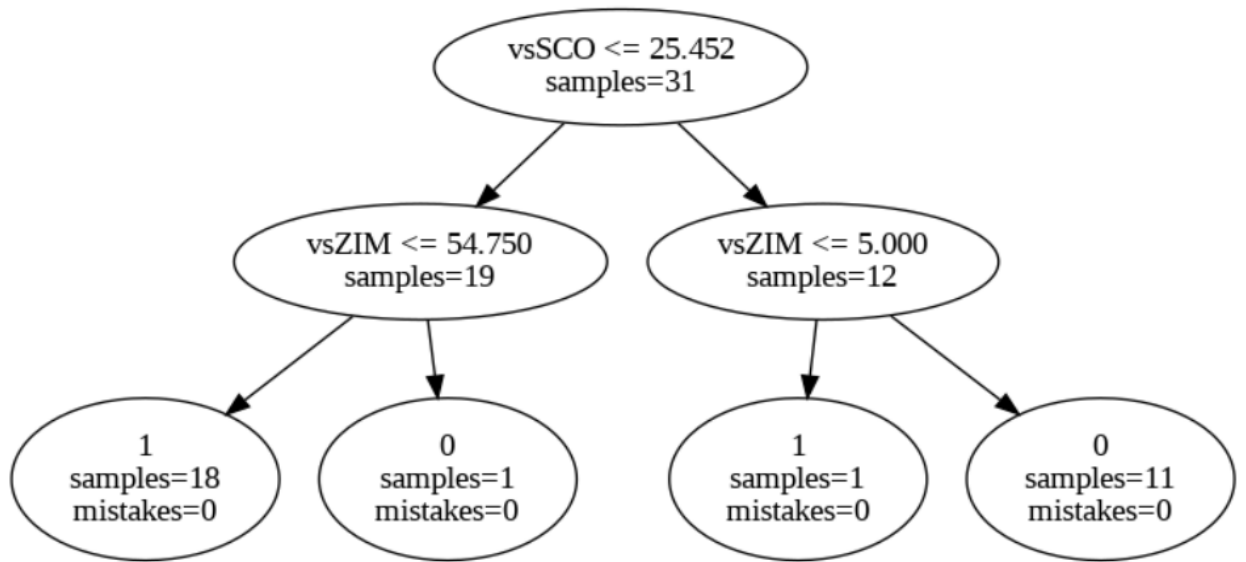 vsSCO <= 25.452
samples=31
vsZIM <= 54.750
samples=19
vsZIM <= 5.000
samples=12
1
samples=18
mistakes=0
0
samples=1
mistakes=0
1
samples=1
mistakes=0
0
samples=11
mistakes=0